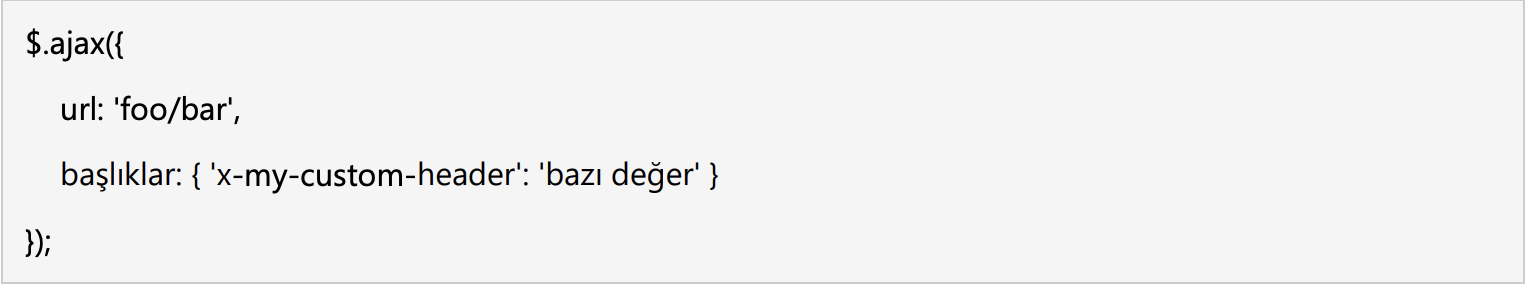 $.ajax({
url: 'foo/bar',
başlıklar: { 'x-my-custom-header': 'bazı değer' }
});